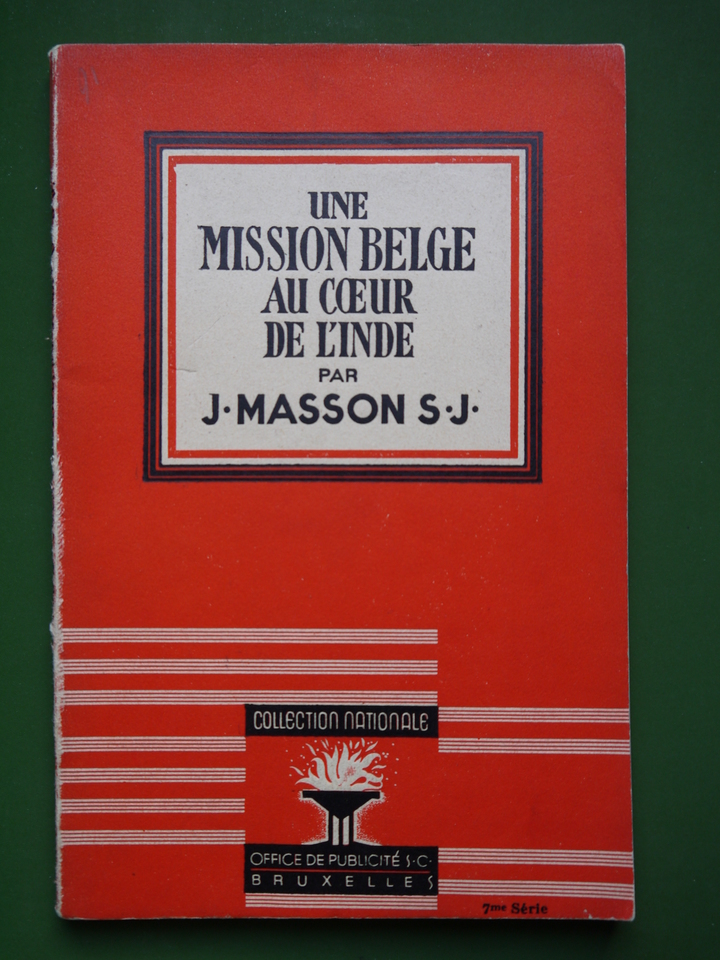 UNE
MISSION BELGE
AU CŒUR
DE L'INDE
PAR
J·MASSON S·J·
COLLECTION NATIONALE
OFFICE DE PUBLICITÉ S·C·
BRUXELLES
7me Série